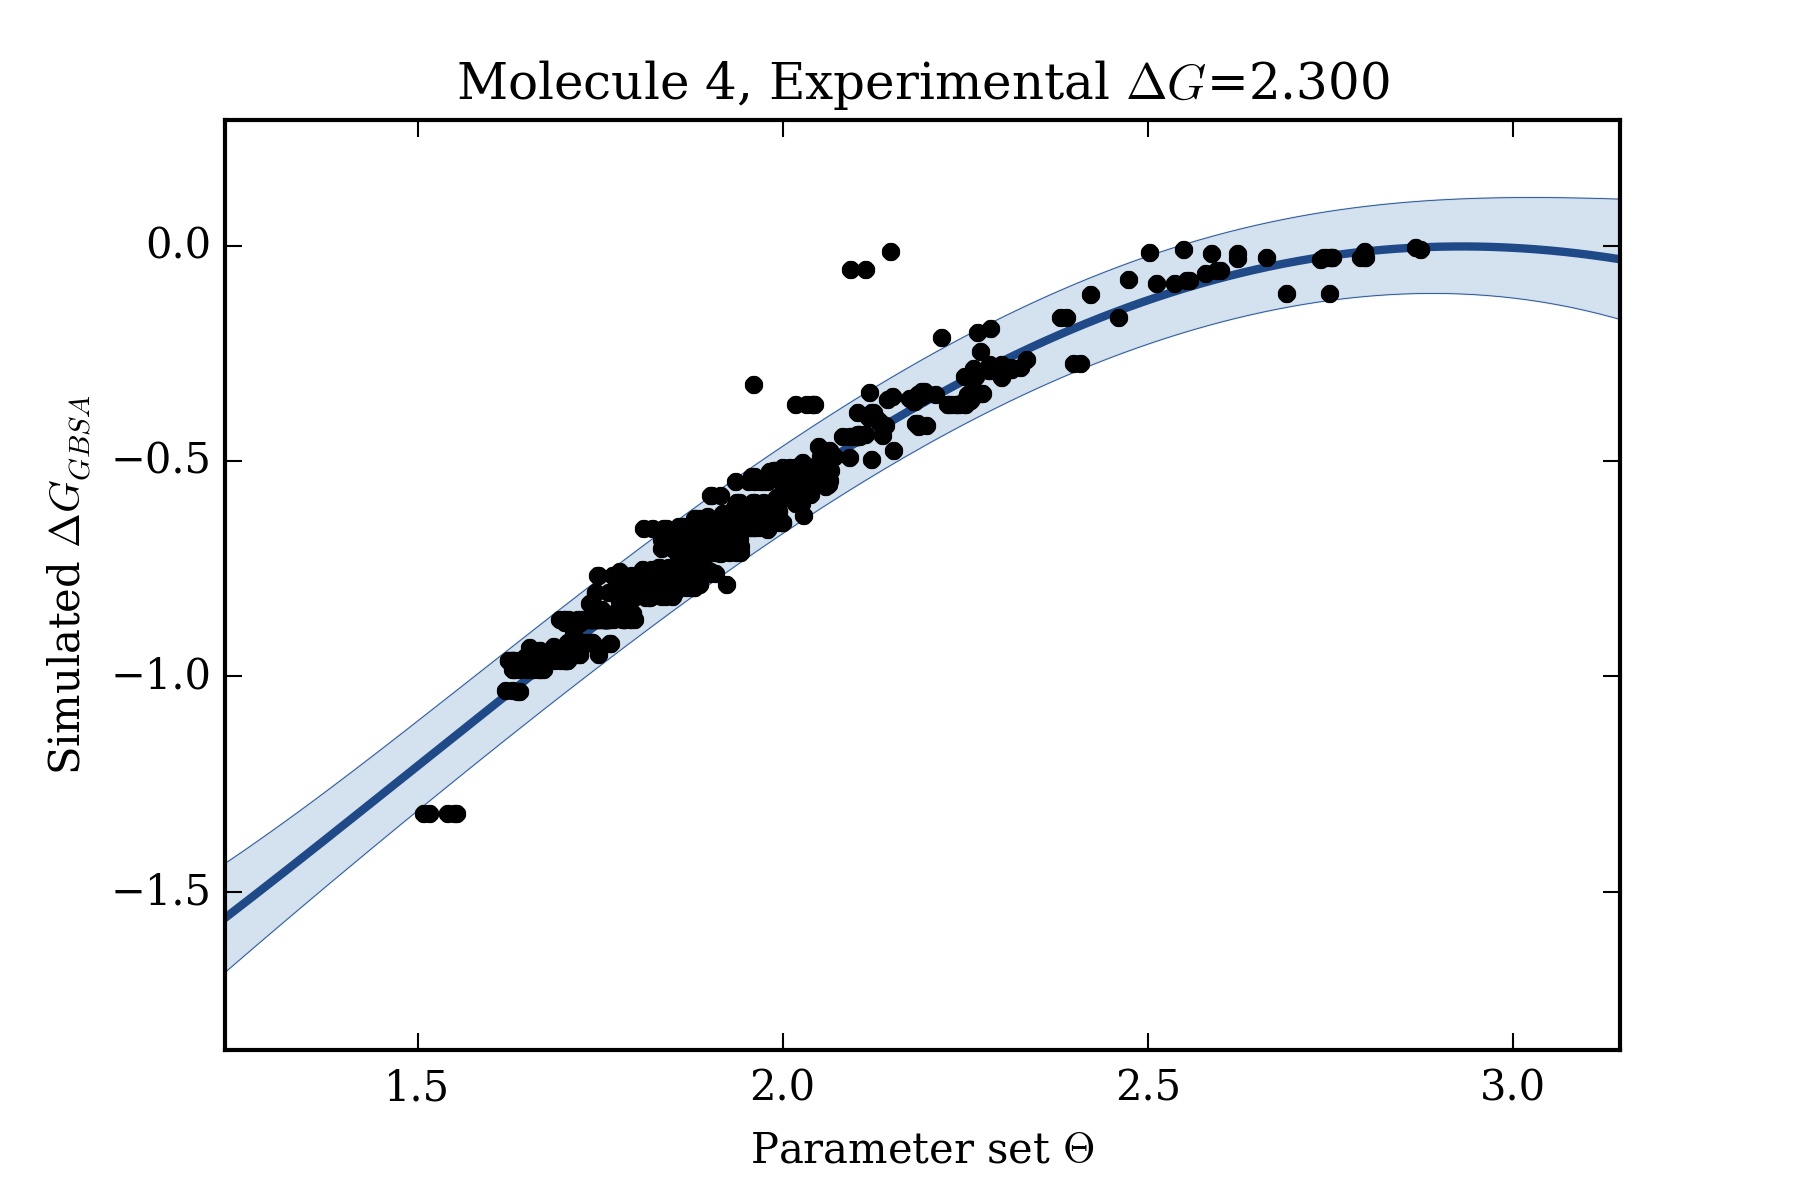 Molecule 4, Experimental ΔG=2.300
0.0
−0.5
−1.0
−1.5
Simulated ΔG_GBSA
1.5 2.0 2.5 3.0
Parameter set Θ